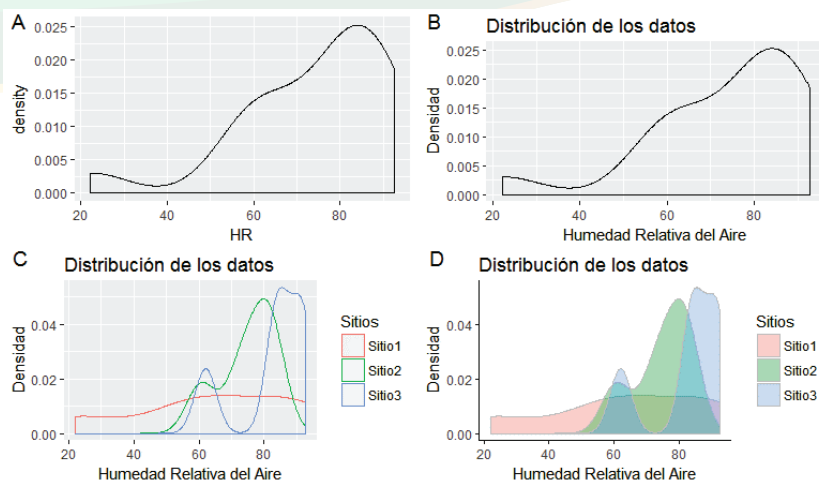 A
0.025
0.020
0.015
0.010
0.005
0.000
density
20 40 60 80
HR
B
Distribución de los datos
0.025
0.020
0.015
0.010
0.005
0.000
Densidad
20 40 60 80
Humedad Relativa del Aire
C
Distribución de los datos
0.04
0.02
0.00
Densidad
20 40 60 80
Humedad Relativa del Aire
Sitios
Sitio1
Sitio2
Sitio3
D
Distribución de los datos
0.04
0.02
0.00
Densidad
20 40 60 80
Humedad Relativa del Aire
Sitios
Sitio1
Sitio2
Sitio3